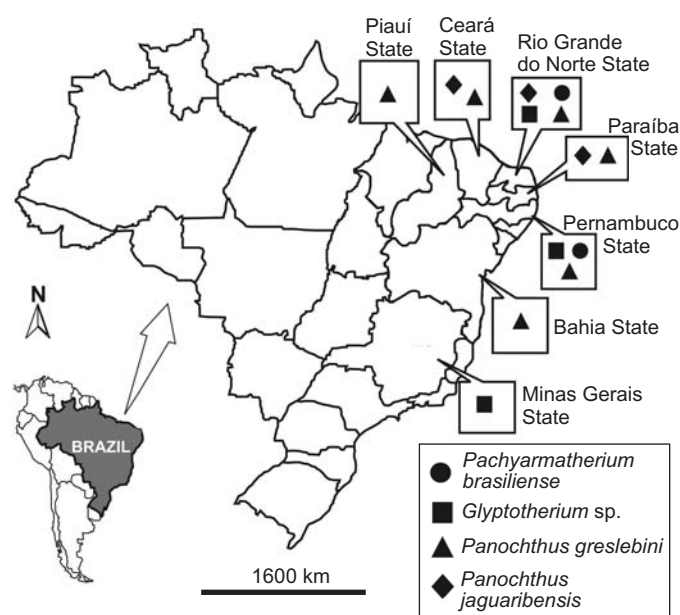 Piauí
State
Ceará
State
Rio Grande
do Norte State
Paraíba
State
Pernambuco
State
Bahia State
Minas Gerais
State
N
BRAZIL
1600 km
Pachyarmatherium
brasiliense
Glyptotherium sp.
Panochthus greslebini
Panochthus
jaguaribensis